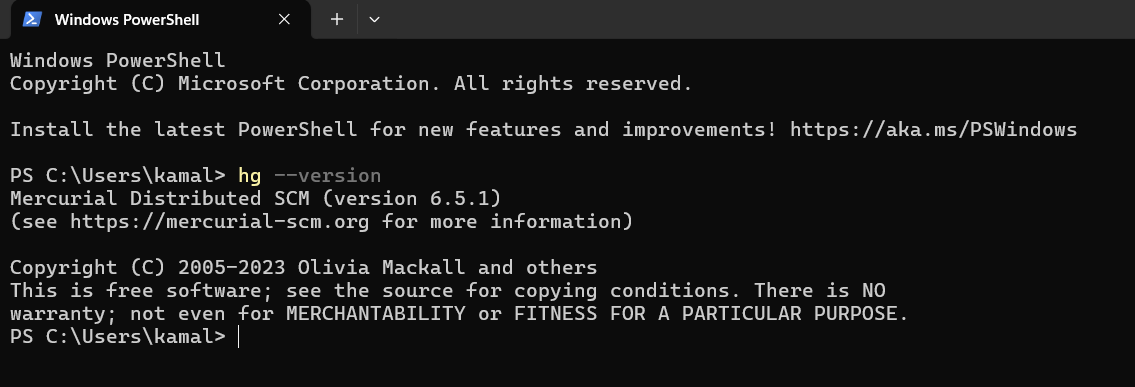 Windows PowerShell
Windows PowerShell
Copyright (C) Microsoft Corporation. All rights reserved.
Install the latest PowerShell for new features and improvements! https://aka.ms/PSWindows
PS C:\Users\kamal> hg --version
Mercurial Distributed SCM (version 6.5.1)
(see https://mercurial-scm.org for more information)
Copyright (C) 2005-2023 Olivia Mackall and others
This is free software; see the source for copying conditions. There is NO
warranty; not even for MERCHANTABILITY or FITNESS FOR A PARTICULAR PURPOSE.
PS C:\Users\kamal>